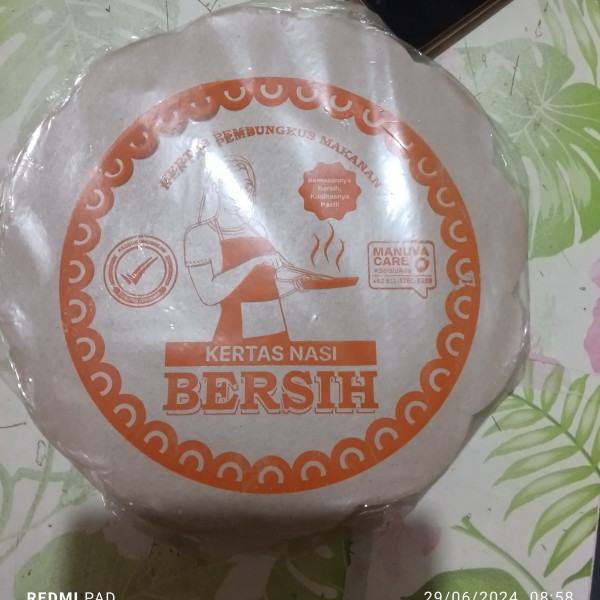 KERTAS PEMBUNGKUS MAKANAN
Kemasannya
Bersih,
Kualitasnya
Pasti!
MANUVA
CARE
KERTAS NASI
BERSIH
REDMI PAD
29/06/2024 08:58